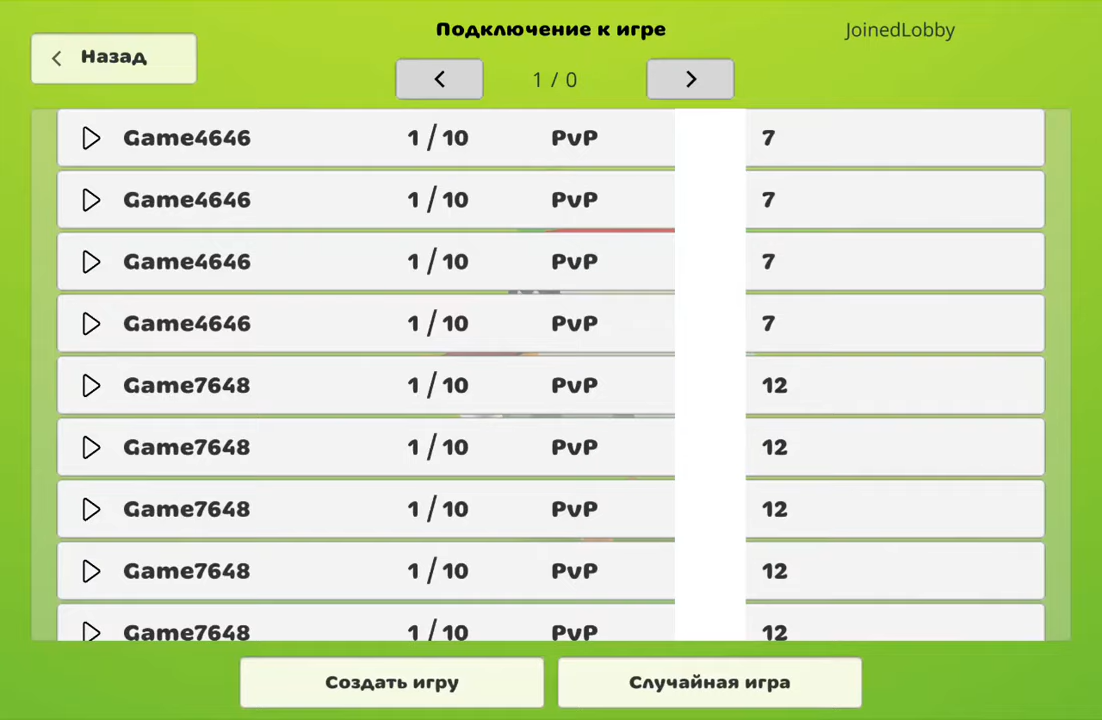 Подключение к игре
JoinedLobby
Назад
1 / 0
Game4646 1 / 10 PvP 7
Game4646 1 / 10 PvP 7
Game4646 1 / 10 PvP 7
Game4646 1 / 10 PvP 7
Game7648 1 / 10 PvP 12
Game7648 1 / 10 PvP 12
Game7648 1 / 10 PvP 12
Game7648 1 / 10 PvP 12
Game7648 1 / 10 PvP 12
Создать игру
Случайная игра